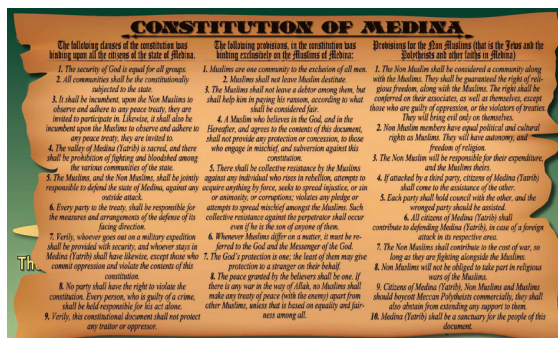 CONSTITUTION OF MEDINA
The following clauses of the constitution was
binding upon all the citizens of the state of Medina.
1. The security of God is equal for all groups.
2. All communities shall be the constitutionally
subjected to the state.
3. It shall be incumbent, upon the Non Muslims to
observe and adhere to any peace treaty, they are
invited to participate in. Likewise, it shall also be
incumbent upon the Muslims to observe and adhere to
any peace treaty, they are invited to.
4. The valley of Medina (Yatrib) is sacred, and there
shall be prohibition of fighting and bloodshed among
the various communities of the state.
5. The Muslims, and the Non Muslims, shall be jointly
responsible to defend the state of Medina, against any
outside attack.
6. Every party to the treaty, shall be responsible for
the measures and arrangements of the defense of its
facing direction.
7. Verily, whoever goes out on a military expedition
shall be provided with security, and whoever stays in
Medina (Yatrib) shall have likewise, except those who
commit oppression and violate the contents of this
constitution.
8. No party shall have the right to violate the
constitution. Every person, who is guilty of a crime,
shall be held responsible for his act alone.
9. Verily, this constitutional document shall not protect
any traitor or oppressor.
The following provisions, in the constitution was
binding exclusively on the Muslims of Medina:
1. Muslims are one community to the exclusion of all men.
2. Muslims shall not leave Muslim destitute.
3. The Muslims shall not leave a debtor among them, but
shall help him in paying his ransom, according to what
shall be considered fair.
4. A Muslim who believes in the God, and in the
Hereafter, and agrees to the contents of this document,
shall not provide any protection or concession, to those
who engage in mischief, and subversion against this
constitution.
5. There shall be collective resistance by the Muslims
against any individual who rises in rebellion, attempts to
acquire anything by force, seeks to spread injustice, or sin
or animosity, or corruptions; violates any pledge or
attempts to spread mischief amongst the Muslims. Such
collective resistance against the perpetrator shall occur
even if he is the son of anyone of them.
6. Whenever Muslims differ on a matter, it must be re-
ferred to the God and the Messenger of the God.
7. The God's protection is one; the least of them may give
protection to a stranger on their behalf.
8. The peace granted by the believers shall be one. If
there is any war in the way of Allah, no Muslims shall
make any treaty of peace (with the enemy) apart from
other Muslims, unless that is based on equality and fair-
ness among all.
Provisions for the Non Muslims (that is the Jews and the
Polytheists and other faiths in Medina)
1. The Non Muslim shall be considered a community along
with the Muslims. They shall be guaranteed the right of reli-
gious freedom, along with the Muslims. The right shall be
conferred on their associates, as well as themselves, except
those who are guilty of oppression, or the violators of treaties.
They will bring evil only on themselves.
2. Non Muslim members have equal political and cultural
rights as Muslims. They will have autonomy, and
freedom of religion.
3. The Non Muslim will be responsible for their expenditure,
and the Muslims theirs.
4. If attacked by a third party, citizens of Medina (Yatrib)
shall come to the assistance of the other.
5. Each party shall hold council with the other, and the
wronged party should be assisted.
6. All citizens of Medina (Yatrib) shall
contribute to defending Medina (Yatrib), in case of a foreign
attack in its respective area.
7. The Non Muslims shall contribute to the cost of war, so
long as they are fighting alongside the Muslims.
8. Non Muslims will not be obliged to take part in religious
wars of the Muslims.
9. Citizens of Medina (Yatrib), Non Muslims and Muslims
should boycott Meccan Polytheists commercially, they shall
also abstain from extending any support to them.
10. Medina (Yatrib) shall be a sanctuary for the people of this
document.